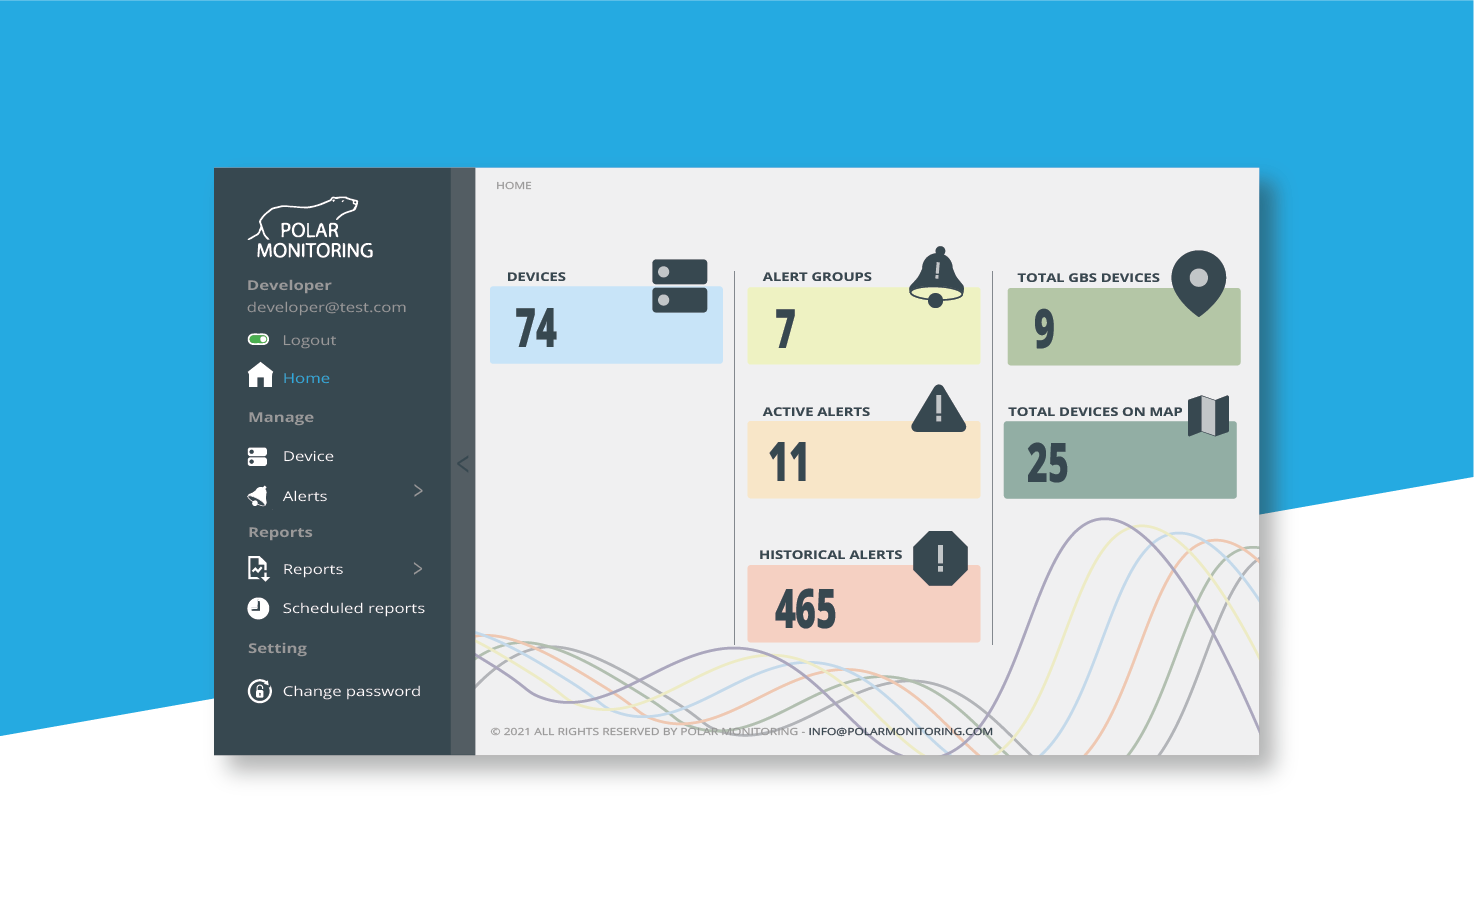 POLAR
MONITORING
Developer
developer@test.com
Logout
Home
Manage
Device
Alerts
Reports
Reports
Scheduled reports
Setting
Change password
HOME
DEVICES
74
ALERT GROUPS
7
TOTAL GBS DEVICES
9
ACTIVE ALERTS
11
TOTAL DEVICES ON MAP
25
HISTORICAL ALERTS
465
© 2021 ALL RIGHTS RESERVED BY POLAR MONITORING - INFO@POLARMONITORING.COM